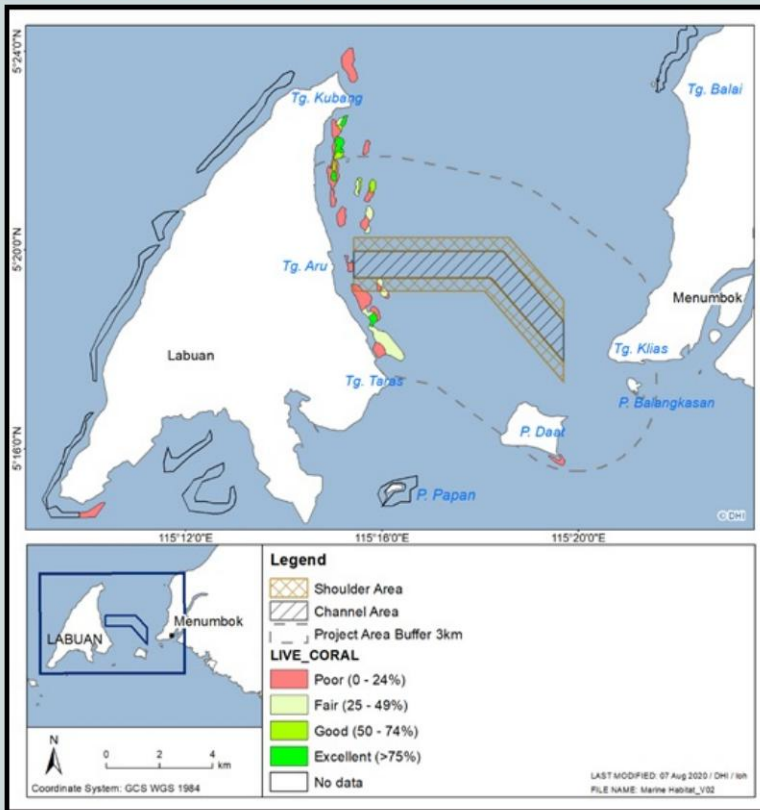 5°24'0"N
Tg. Kubang
Tg. Balai
5°20'0"N
Tg. Aru
Menumbok
Labuan
Tg. Klias
Tg. Taras
P. Balangkasan
P. Daat
5°16'0"N
P. Papan
© DHI
115°12'0"E 115°16'0"E 115°20'0"E
LABUAN
Menumbok
N
0 2 4
km
Coordinate System: GCS WGS 1984
Legend
Shoulder Area
Channel Area
Project Area Buffer 3km
LIVE_CORAL
Poor (0 - 24%)
Fair (25 - 49%)
Good (50 - 74%)
Excellent (>75%)
No data
LAST MODIFIED: 07 Aug 2020 / DHI / loh
FILE NAME: Marine Habitat_V02